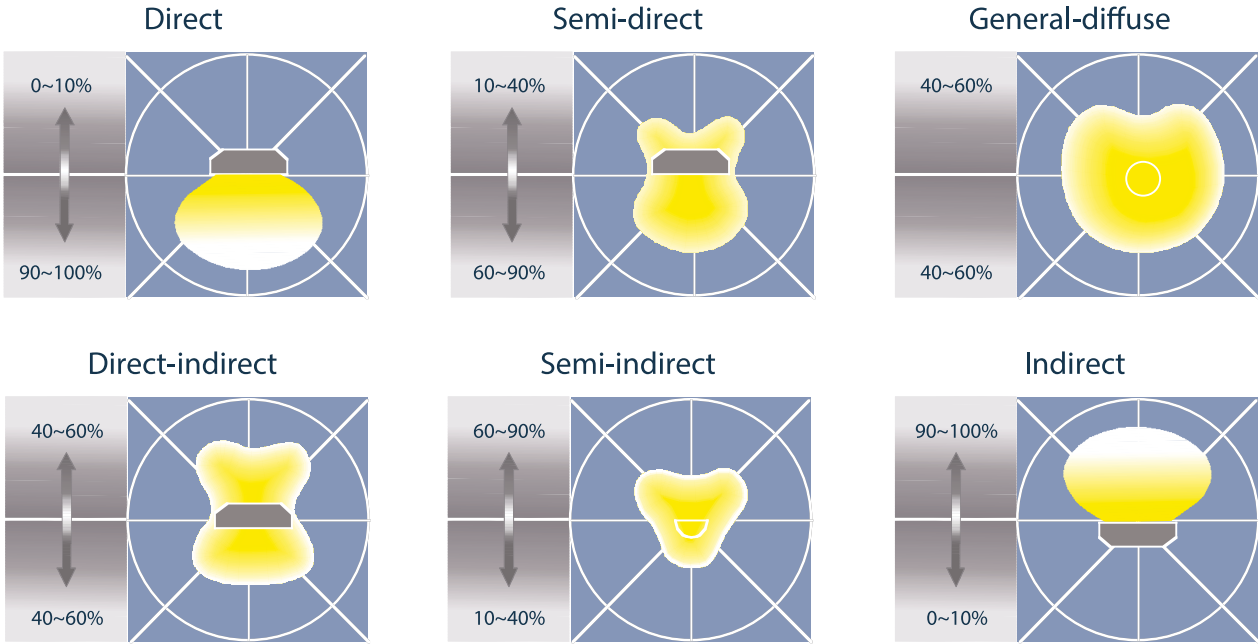 Direct
Semi-direct
General-diffuse
0~10%
10~40%
40~60%
90~100%
60~90%
40~60%
Direct-indirect
Semi-indirect
Indirect
40~60%
60~90%
90~100%
40~60%
10~40%
0~10%